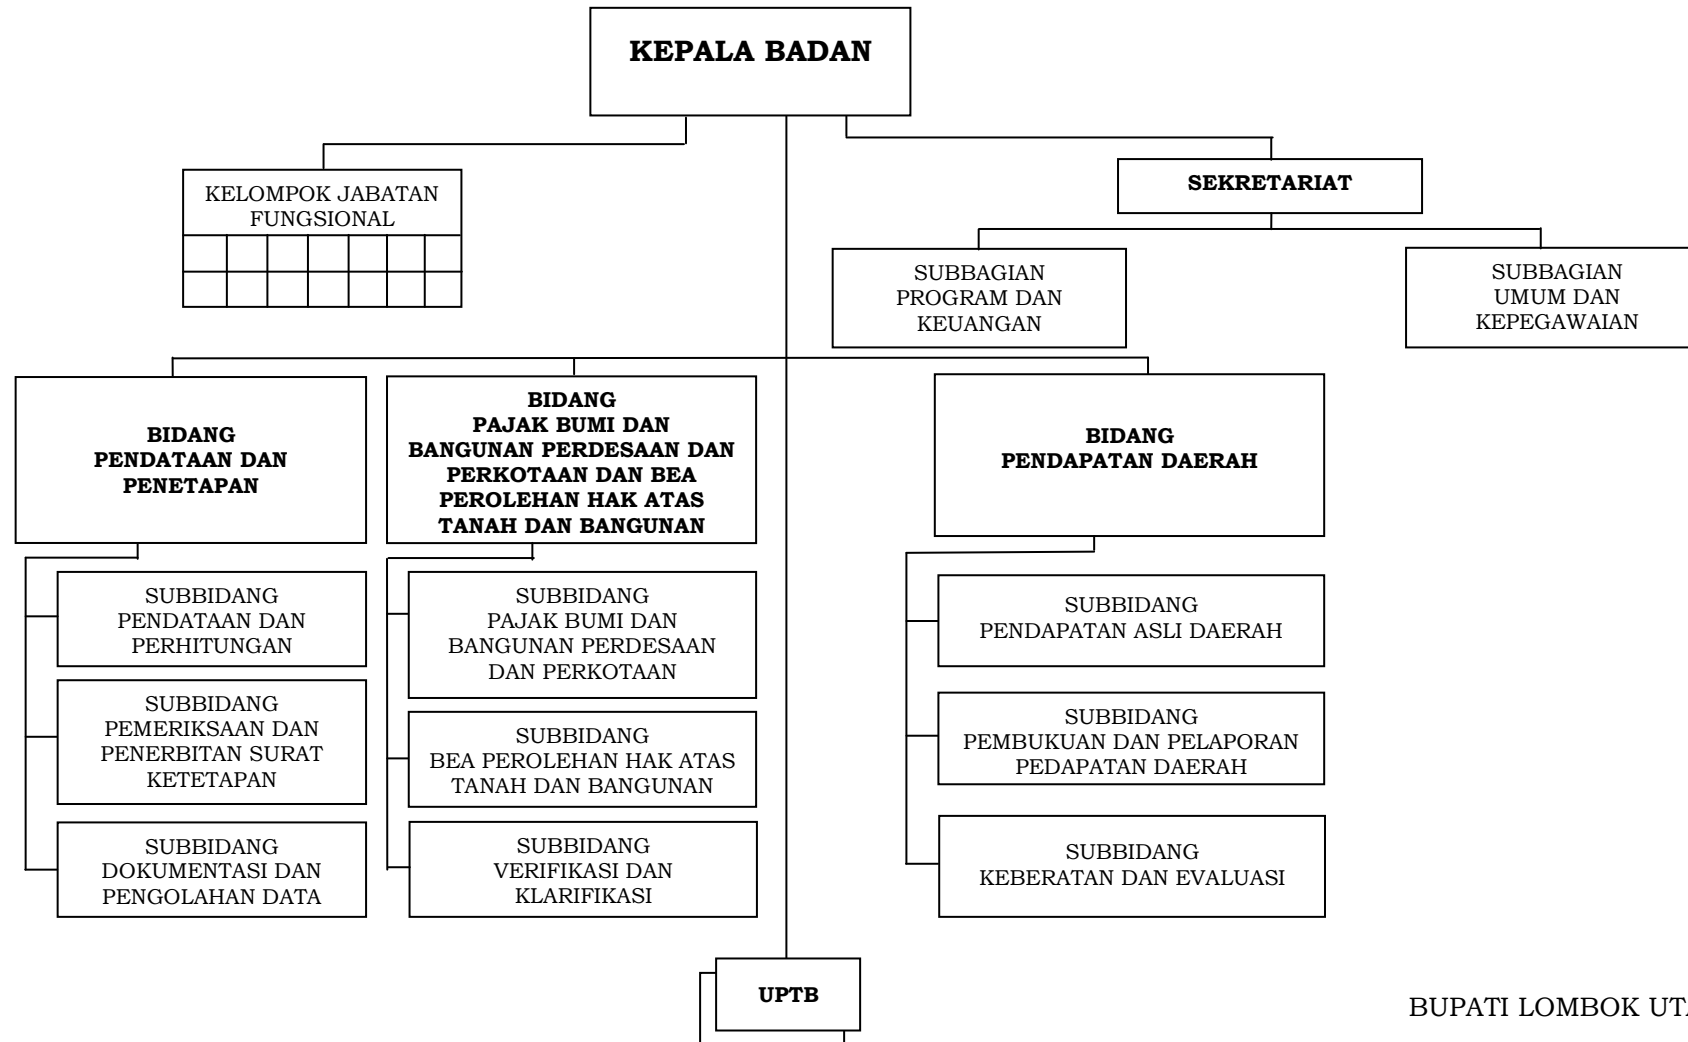 KEPALA BADAN
KELOMPOK JABATAN
FUNGSIONAL
SEKRETARIAT
SUBBAGIAN
PROGRAM DAN
KEUANGAN
SUBBAGIAN
UMUM DAN
KEPEGAWAIAN
BIDANG
PENDATAAN DAN
PENETAPAN
BIDANG
PAJAK BUMI DAN
BANGUNAN PERDESAAN DAN
PERKOTAAN DAN BEA
PEROLEHAN HAK ATAS
TANAH DAN BANGUNAN
BIDANG
PENDAPATAN DAERAH
SUBBIDANG
PENDATAAN DAN
PERHITUNGAN
SUBBIDANG
PEMERIKSAAN DAN
PENERBITAN SURAT
KETETAPAN
SUBBIDANG
DOKUMENTASI DAN
PENGOLAHAN DATA
SUBBIDANG
PAJAK BUMI DAN
BANGUNAN PERDESAAN
DAN PERKOTAAN
SUBBIDANG
BEA PEROLEHAN HAK ATAS
TANAH DAN BANGUNAN
SUBBIDANG
VERIFIKASI DAN
KLARIFIKASI
SUBBIDANG
PENDAPATAN ASLI DAERAH
SUBBIDANG
PEMBUKUAN DAN PELAPORAN
PEDAPATAN DAERAH
SUBBIDANG
KEBERATAN DAN EVALUASI
UPTB
BUPATI LOMBOK